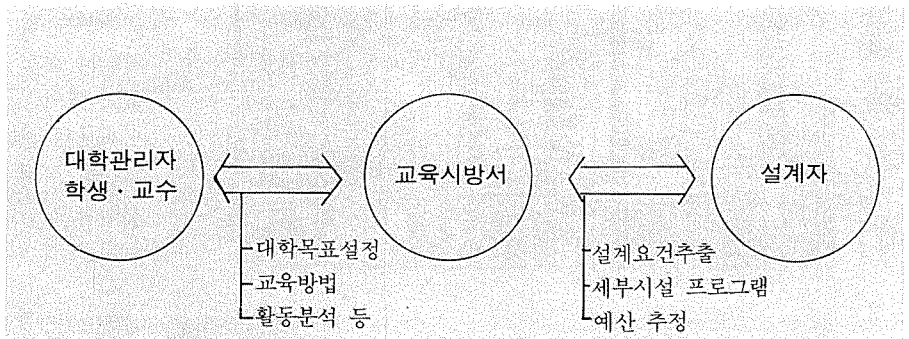 대학관리자
학생·교수
교육시방서
설계자
대학목표설정
교육방법
활동분석 등
설계요건추출
세부시설 프로그램
예산 추정